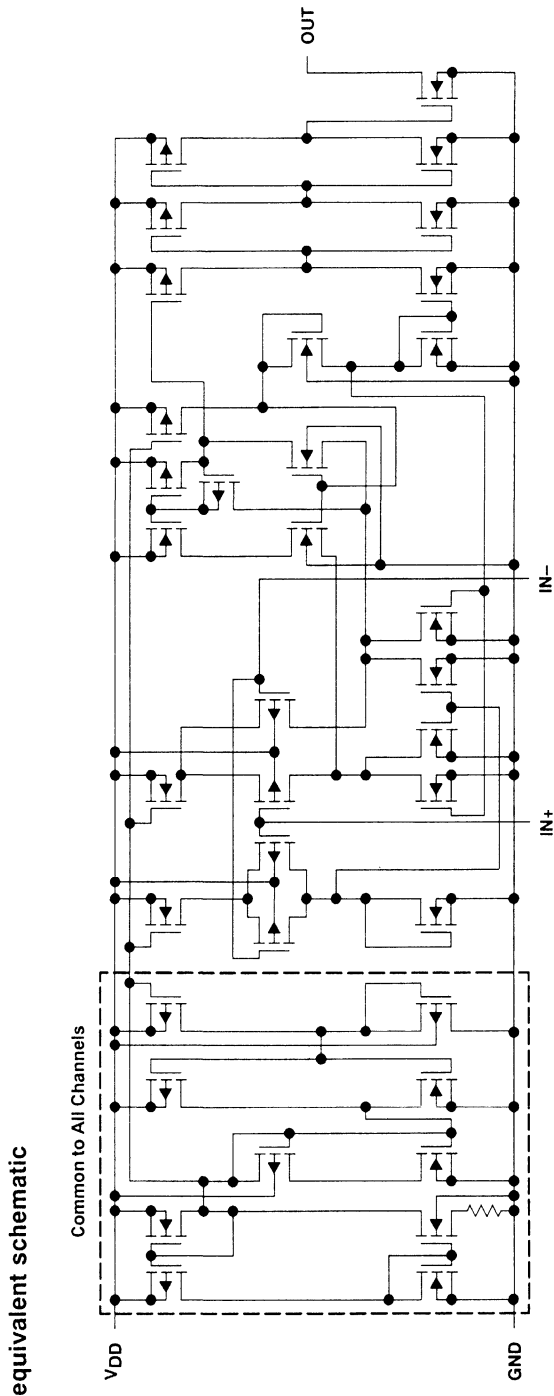 equivalent schematic
Common to All Channels
VDD
OUT
IN+
IN−
GND